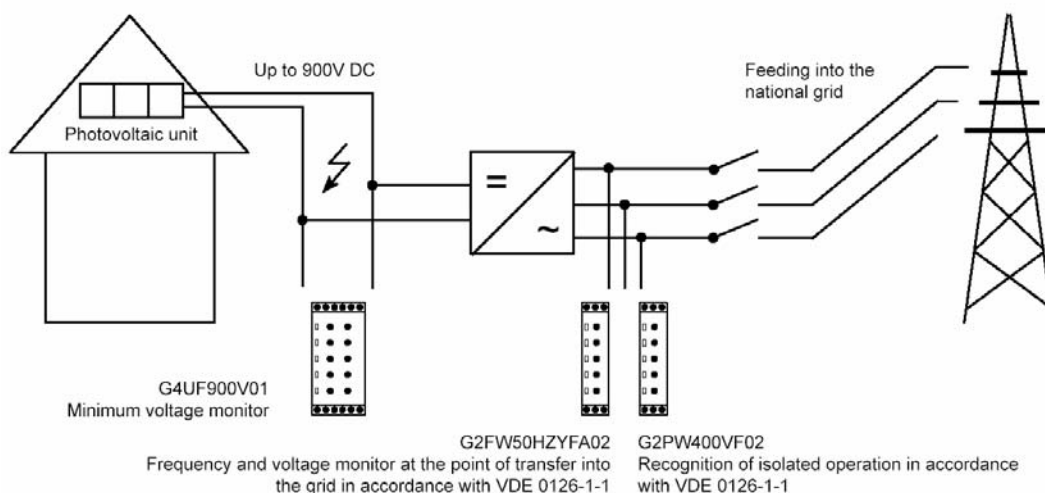 Up to 900V DC
Feeding into the
national grid
Photovoltaic unit
=
~
G4UF900V01
Minimum voltage monitor
G2FW50HZYFA02
Frequency and voltage monitor at the point of transfer into
the grid in accordance with VDE 0126-1-1
G2PW400VF02
Recognition of isolated operation in accordance
with VDE 0126-1-1